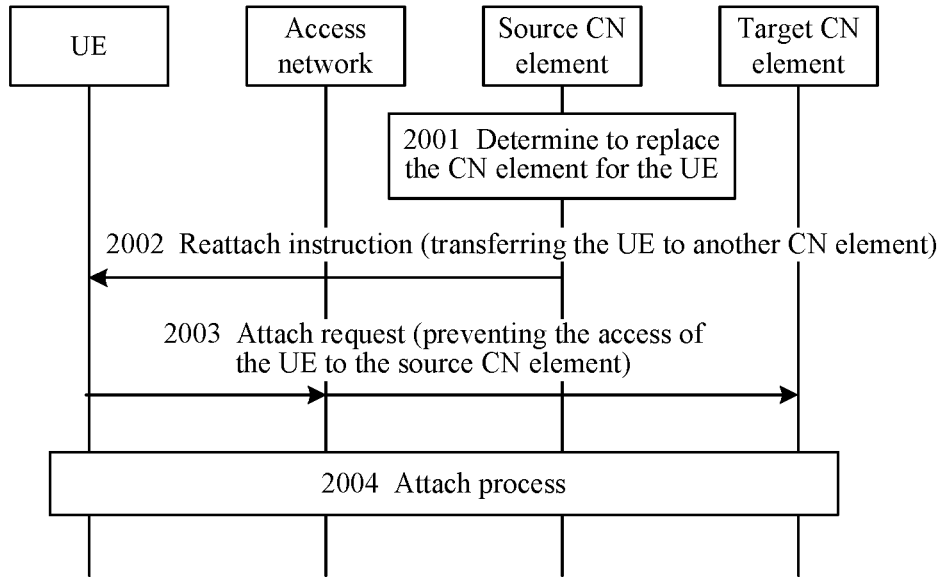 UE
Access
network
Source CN
element
Target CN
element
2001 Determine to replace
the CN element for the UE
2002 Reattach instruction (transferring the UE to another CN element)
2003 Attach request (preventing the access of
the UE to the source CN element)
2004 Attach process